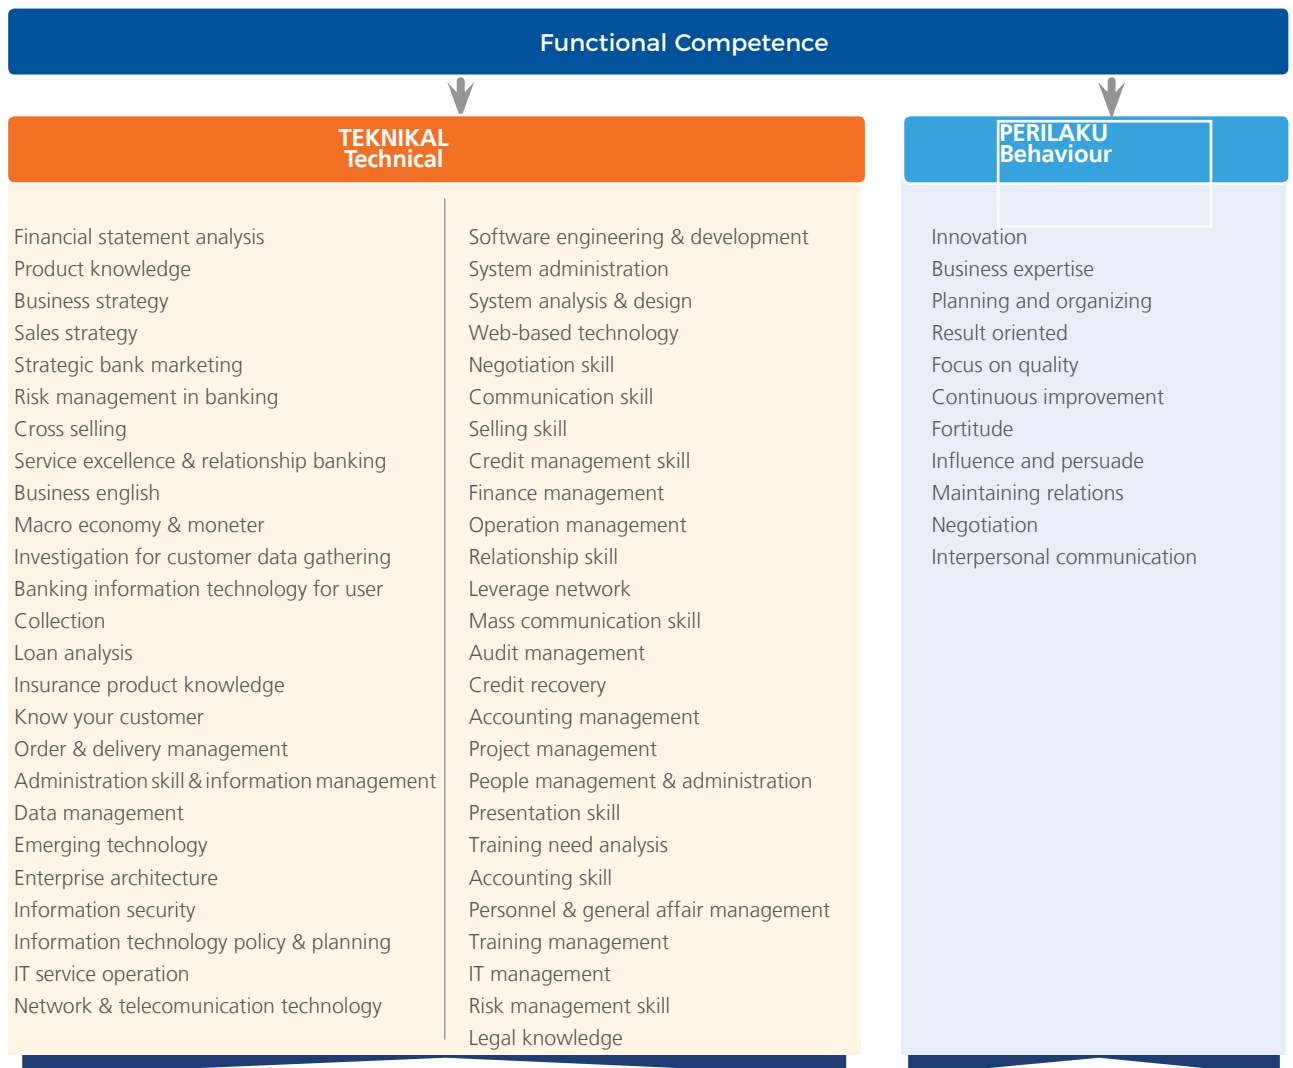 Functional Competence
TEKNIKAL
Technical
Financial statement analysis
Product knowledge
Business strategy
Sales strategy
Strategic bank marketing
Risk management in banking
Cross selling
Service excellence & relationship banking
Business english
Macro economy & moneter
Investigation for customer data gathering
Banking information technology for user
Collection
Loan analysis
Insurance product knowledge
Know your customer
Order & delivery management
Administration skill & information management
Data management
Emerging technology
Enterprise architecture
Information security
Information technology policy & planning
IT service operation
Network & telecomunication technology
Software engineering & development
System administration
System analysis & design
Web-based technology
Negotiation skill
Communication skill
Selling skill
Credit management skill
Finance management
Operation management
Relationship skill
Leverage network
Mass communication skill
Audit management
Credit recovery
Accounting management
Project management
People management & administration
Presentation skill
Training need analysis
Accounting skill
Personnel & general affair management
Training management
IT management
Risk management skill
Legal knowledge
PERILAKU
Behaviour
Innovation
Business expertise
Planning and organizing
Result oriented
Focus on quality
Continuous improvement
Fortitude
Influence and persuade
Maintaining relations
Negotiation
Interpersonal communication